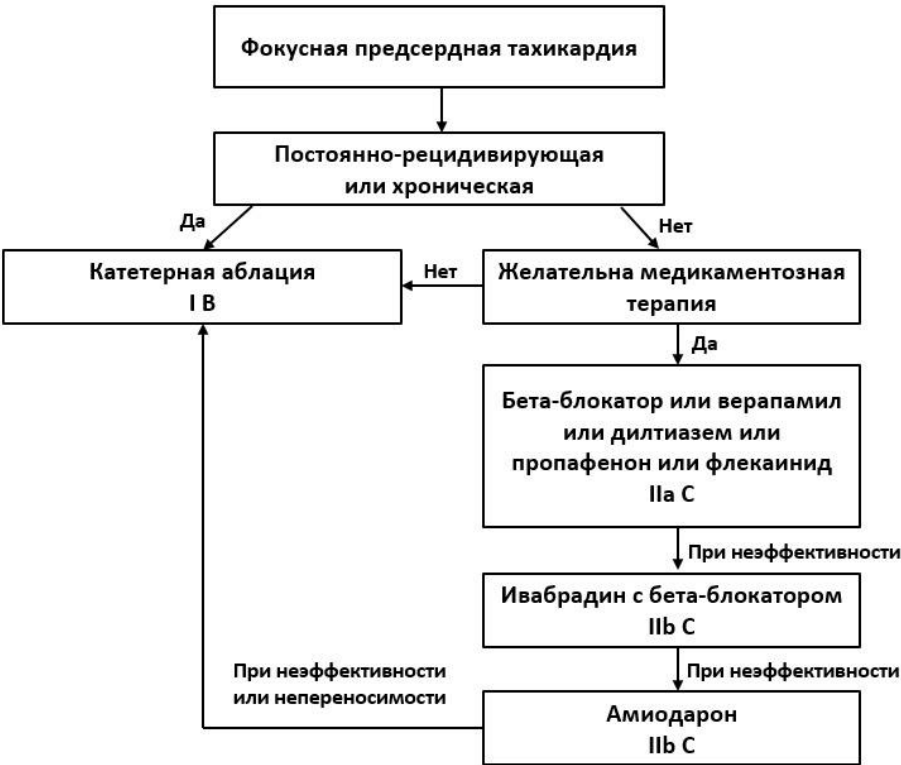 Фокусная предсердная тахикардия
Постоянно-рецидивирующая
или хроническая
Да
Нет
Катетерная аблация
I B
Нет
Желательна медикаментозная
терапия
Да
Бета-блокатор или верапамил
или дилтиазем или
пропафенон или флекаинид
IIa C
При неэффективности
Ивабрадин с бета-блокатором
IIb C
При неэффективности
или непереносимости
При неэффективности
Амиодарон
IIb C